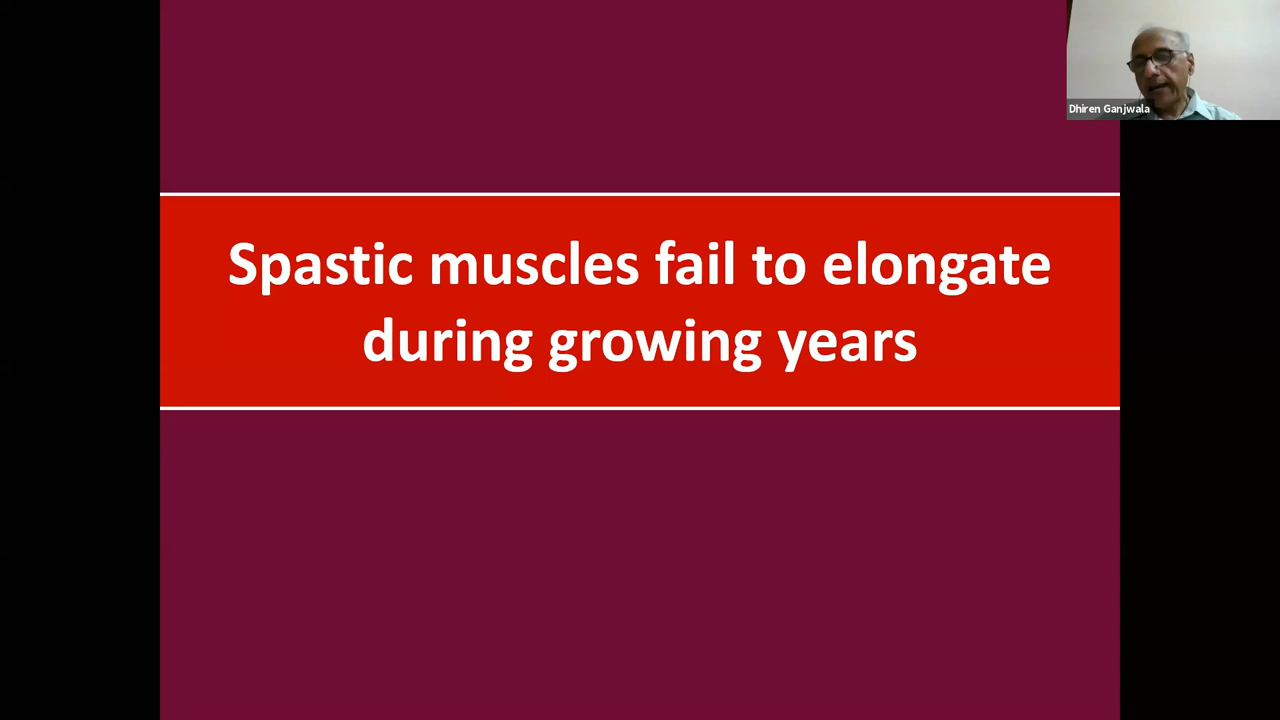 Dhiren Ganjwala
Spastic muscles fail to elongate
during growing years